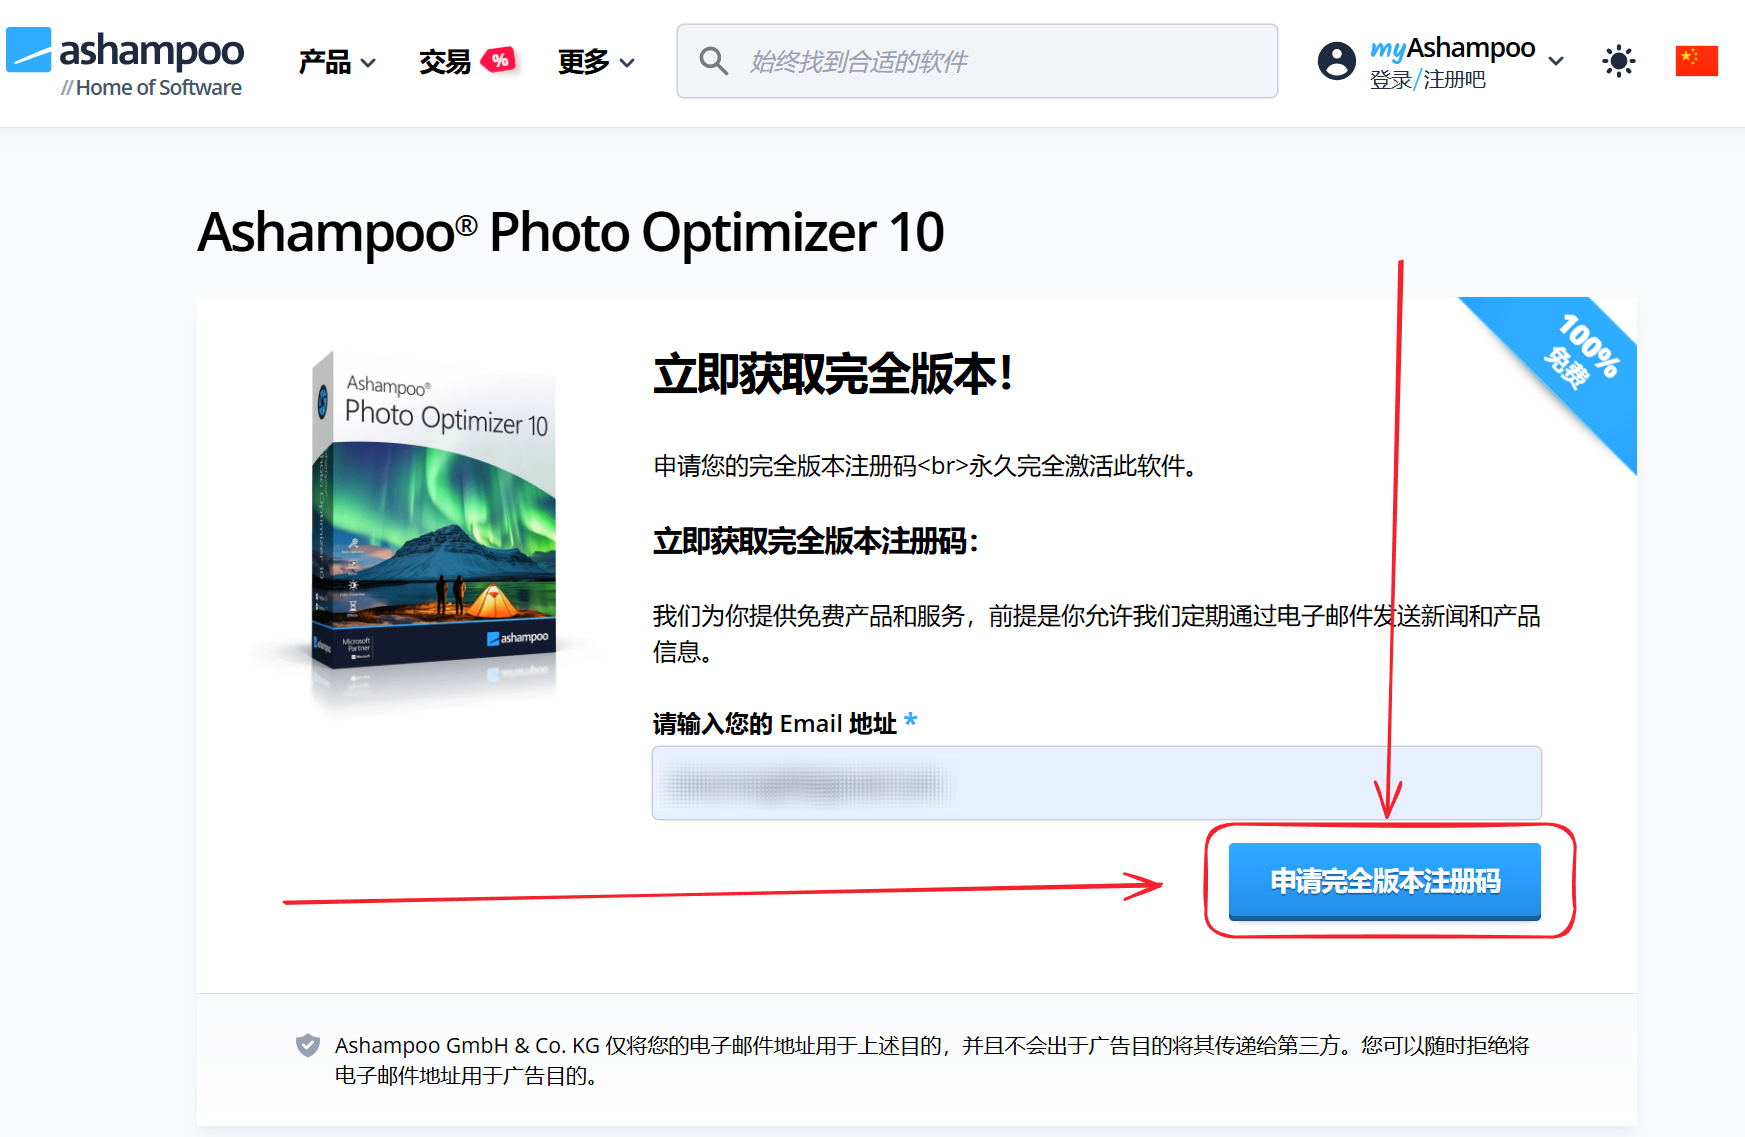 ashampoo
//Home of Software
产品
交易 %
更多
始终找到合适的软件
myAshampoo
登录/注册吧
Ashampoo® Photo Optimizer 10
100%
免费
Ashampoo®
Photo Optimizer 10
Microsoft
Partner
ashampoo
立即获取完全版本！
申请您的完全版本注册码<br>永久完全激活此软件。
立即获取完全版本注册码：
我们为你提供免费产品和服务，前提是你允许我们定期通过电子邮件发送新闻和产品
信息。
请输入您的 Email 地址 *
申请完全版本注册码
Ashampoo GmbH & Co. KG 仅将您的电子邮件地址用于上述目的，并且不会出于广告目的将其传递给第三方。您可以随时拒绝将
电子邮件地址用于广告目的。